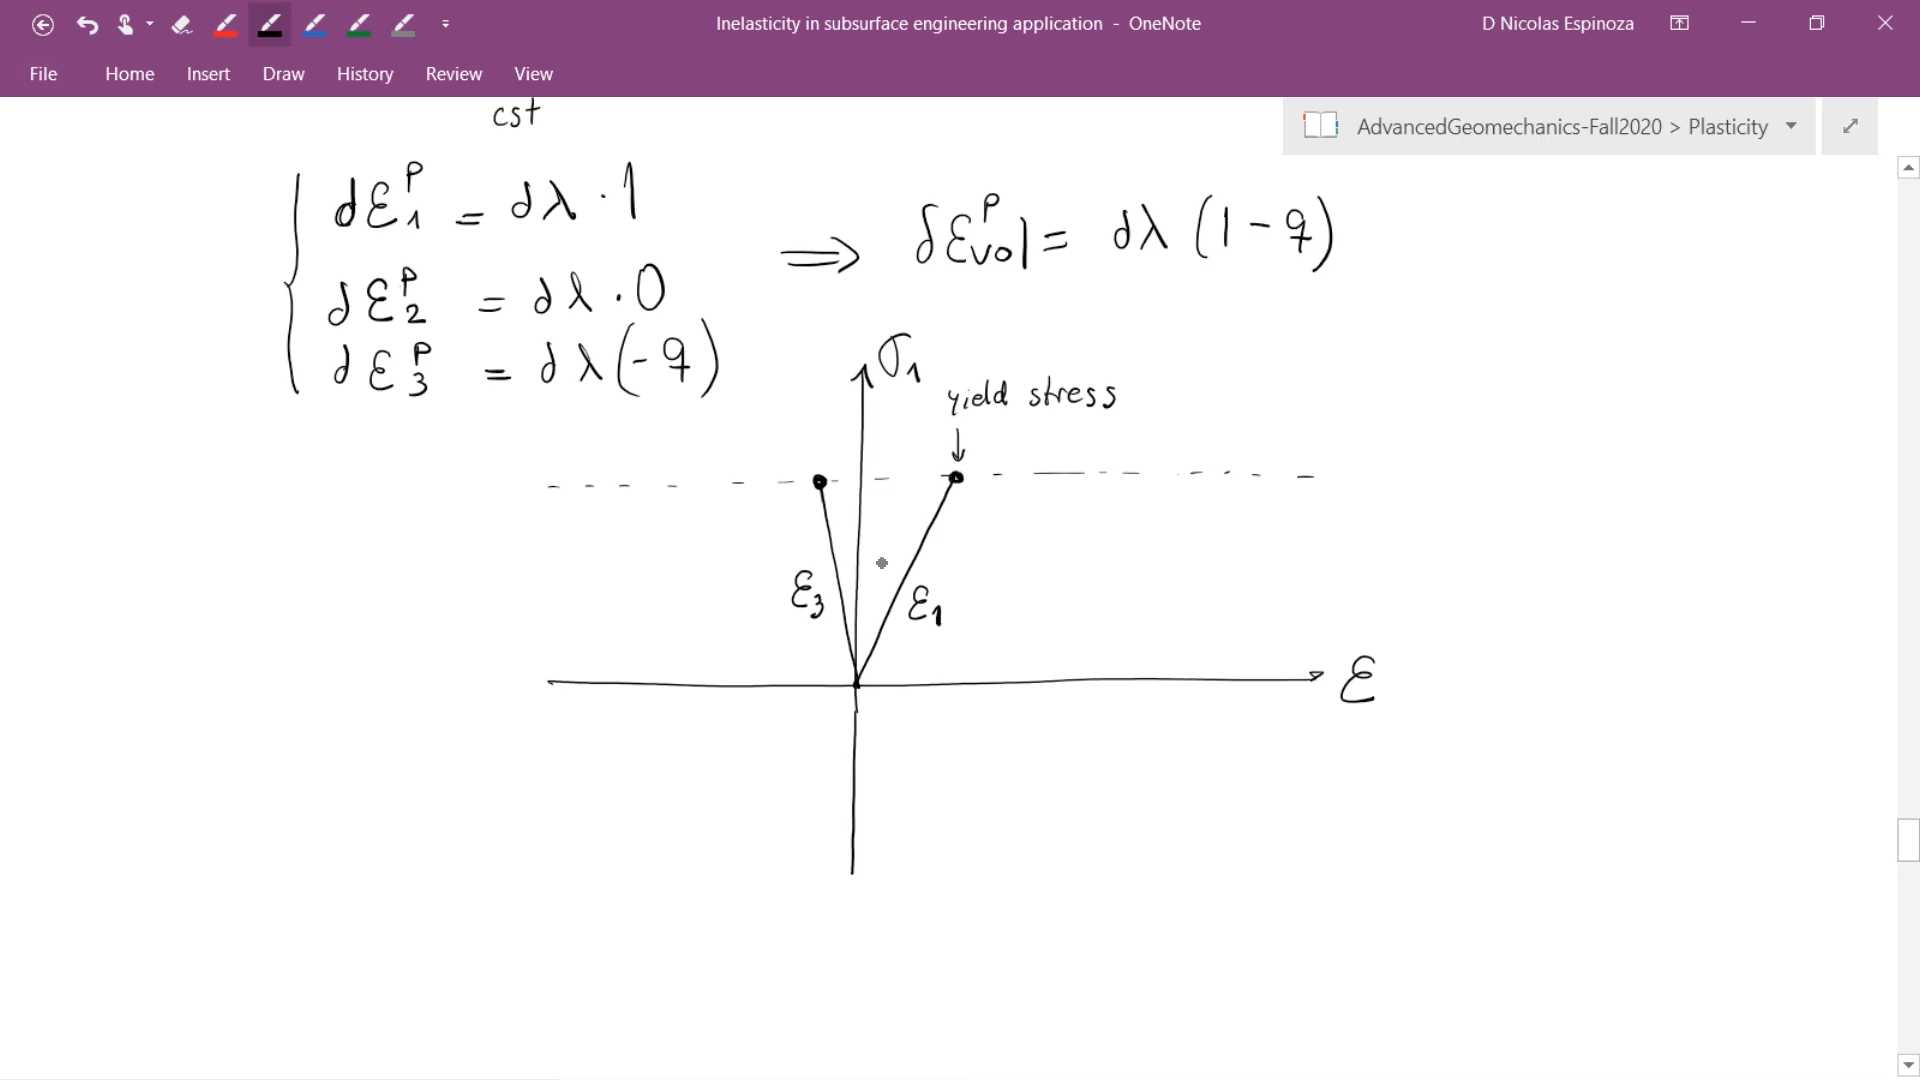 Inelasticity in subsurface engineering application - OneNote
D Nicolas Espinoza
File Home Insert Draw History Review View
AdvancedGeomechanics-Fall2020 > Plasticity
cst
dε₁ᵖ = dλ · 1
dε₂ᵖ = dλ · 0
dε₃ᵖ = dλ(-q)
⟹ dεᵖvol = dλ (1 - q)
σ₁
yield stress
ε₃
ε₁
ε